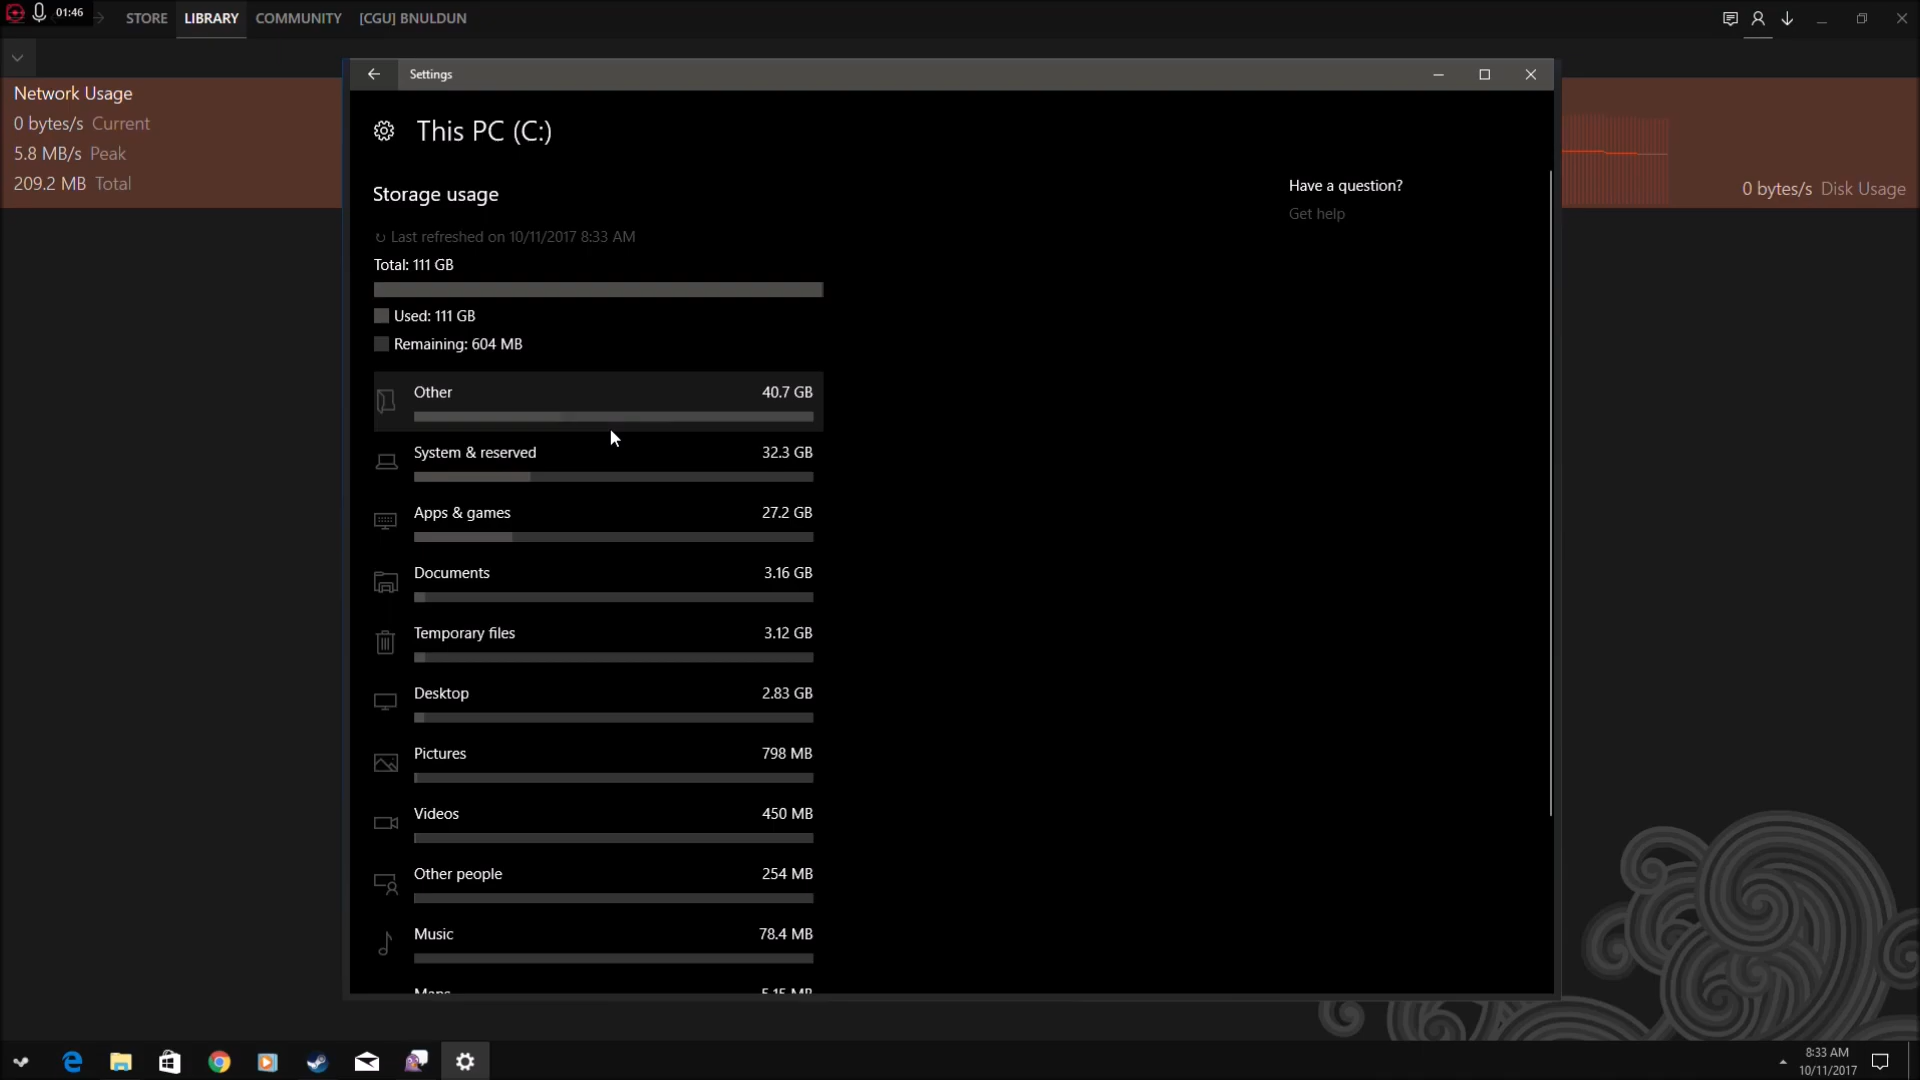 01:46
STORE LIBRARY COMMUNITY [CGU] BNULDUN
Network Usage
0 bytes/s Current
5.8 MB/s Peak
209.2 MB Total
0 bytes/s Disk Usage
Settings
This PC (C:)
Storage usage
Last refreshed on 10/11/2017 8:33 AM
Total: 111 GB
Used: 111 GB
Remaining: 604 MB
Have a question?
Get help
Other 40.7 GB
System & reserved 32.3 GB
Apps & games 27.2 GB
Documents 3.16 GB
Temporary files 3.12 GB
Desktop 2.83 GB
Pictures 798 MB
Videos 450 MB
Other people 254 MB
Music 78.4 MB
Maps 5.15 MB
8:33 AM
10/11/2017